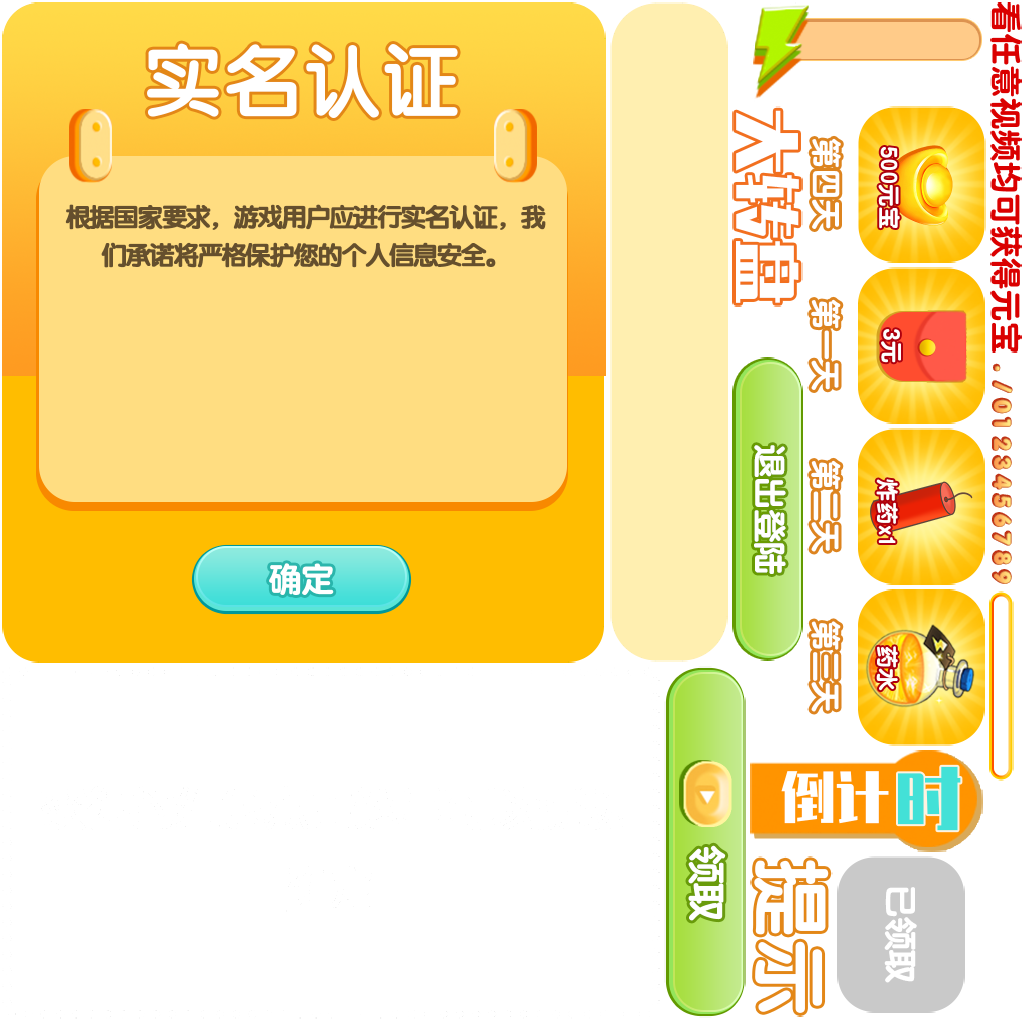 实名认证
根据国家要求，游戏用户应进行实名认证，我
们承诺将严格保护您的个人信息安全。
确定
大转盘
退出登陆
第四天
第一天
第二天
第三天
500元宝
3元
炸药x1
药水
看任意视频均可获得元宝
./0123456789
领取
倒计时
提示
已领取